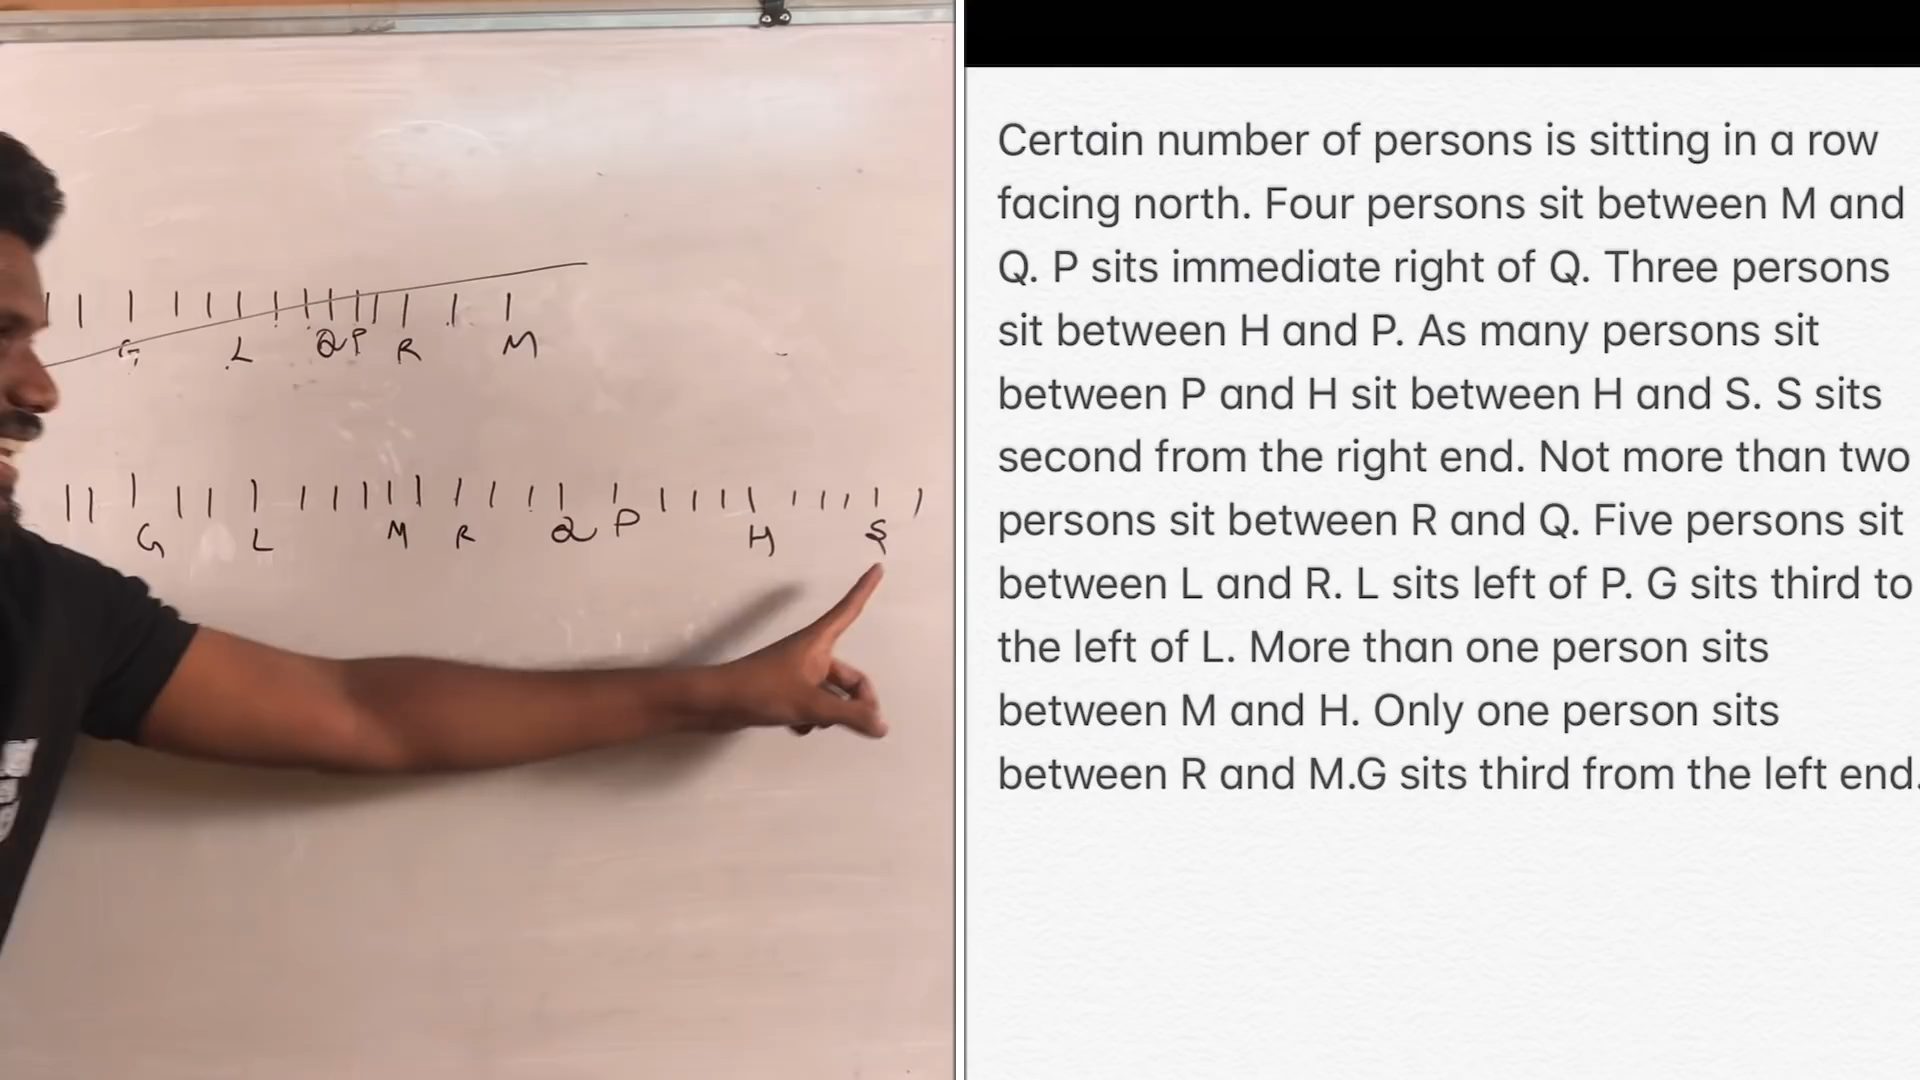 G L Q P R M
G L M R Q P H S
Certain number of persons is sitting in a row
facing north. Four persons sit between M and
Q. P sits immediate right of Q. Three persons
sit between H and P. As many persons sit
between P and H sit between H and S. S sits
second from the right end. Not more than two
persons sit between R and Q. Five persons sit
between L and R. L sits left of P. G sits third to
the left of L. More than one person sits
between M and H. Only one person sits
between R and M.G sits third from the left end.